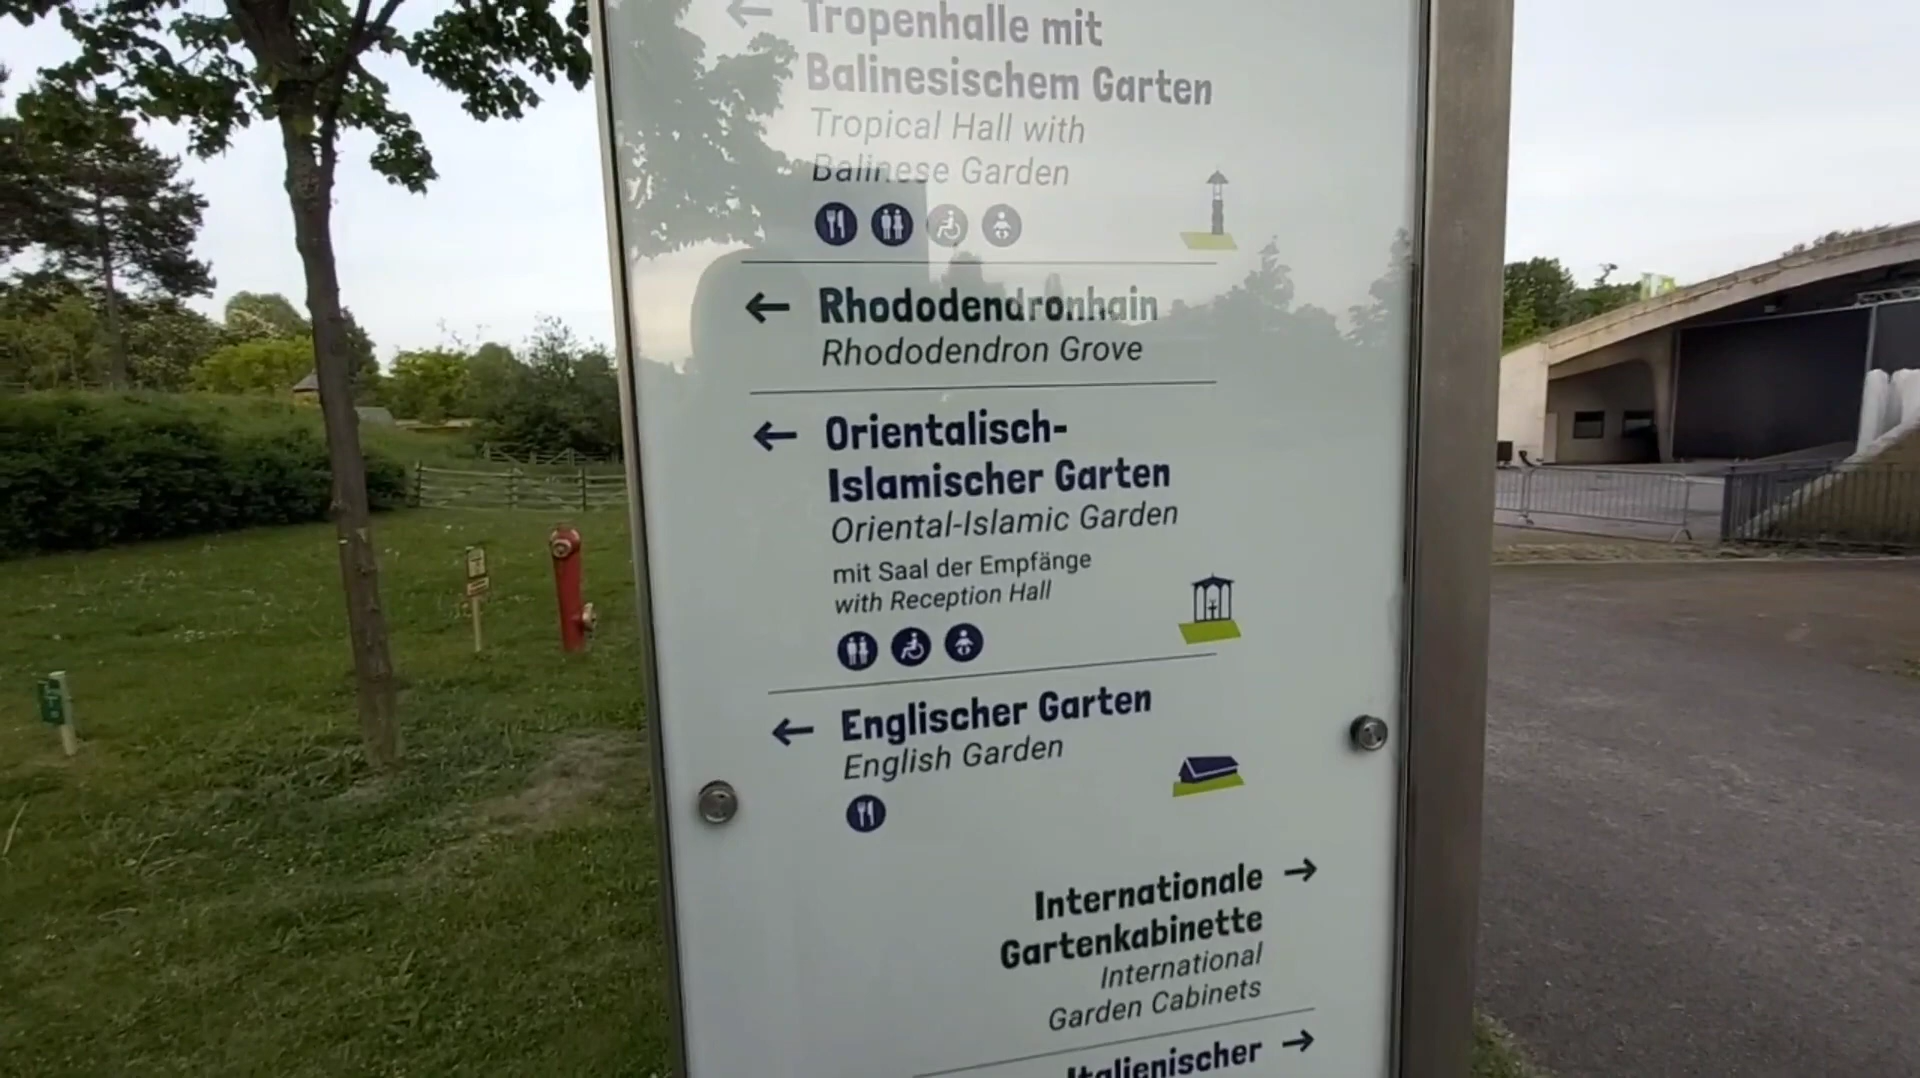 ← Tropenhalle mit
Balinesischem Garten
Tropical Hall with
Balinese Garden
← Rhododendronhain
Rhododendron Grove
← Orientalisch-
Islamischer Garten
Oriental-Islamic Garden
mit Saal der Empfänge
with Reception Hall
← Englischer Garten
English Garden
Internationale →
Gartenkabinette
International
Garden Cabinets
Italienischer →